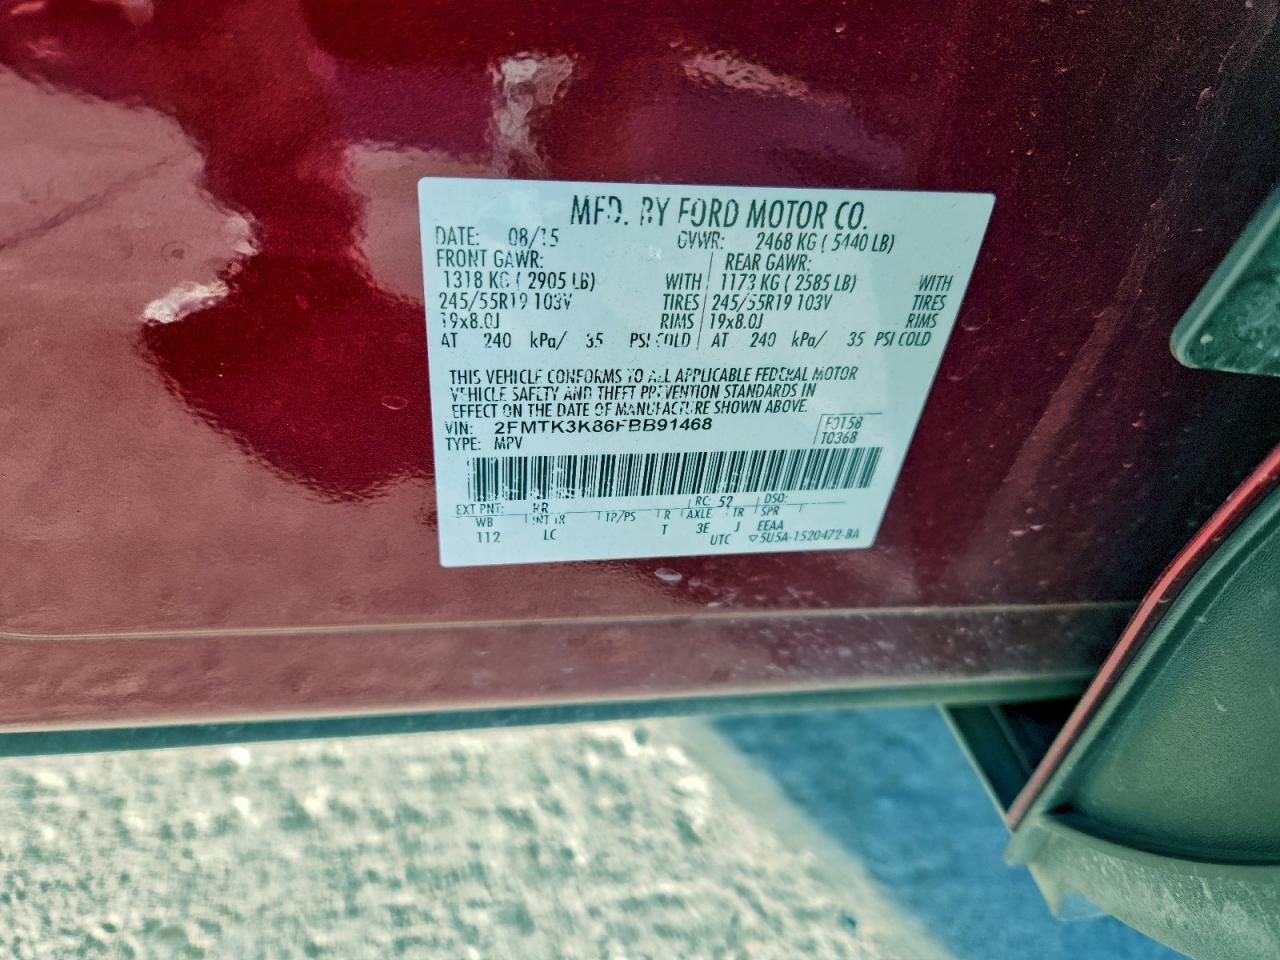 MFD. BY FORD MOTOR CO.
DATE: 08/15 GVWR: 2468 KG ( 5440 LB)
FRONT GAWR: REAR GAWR:
1318 KG ( 2905 LB) WITH 1173 KG ( 2585 LB) WITH
245/55R19 103V TIRES 245/55R19 103V TIRES
19x8.0J RIMS 19x8.0J RIMS
AT 240 kPa/ 35 PSI COLD AT 240 kPa/ 35 PSI COLD
THIS VEHICLE CONFORMS TO ALL APPLICABLE FEDERAL MOTOR
VEHICLE SAFETY AND THEFT PREVENTION STANDARDS IN
EFFECT ON THE DATE OF MANUFACTURE SHOWN ABOVE.
VIN: 2FMTK3K86FBB91468 F0158
TYPE: MPV T0368
EXT PNT: RR RC: 52 DSO:
WB INT TR TP/PS R AXLE TR SPR
112 LC T 3E J EEAA
UTC ▽5U5A-1520472-BA